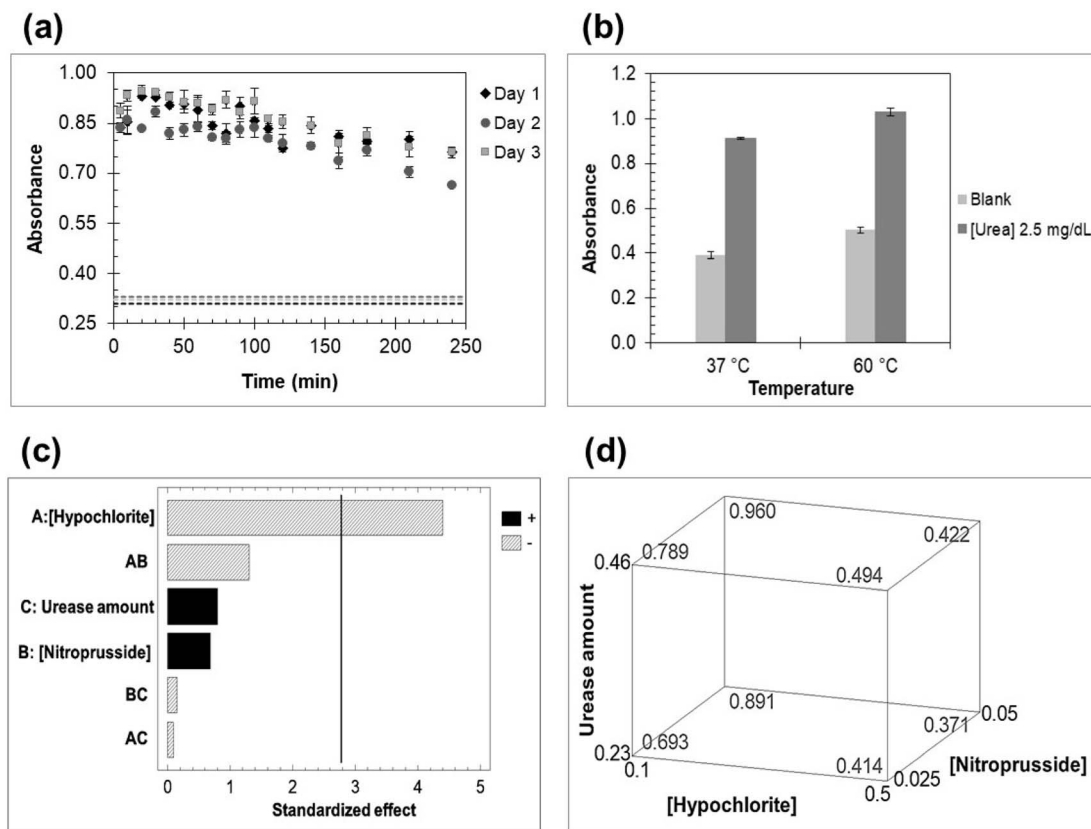 (a)
1.00
0.85
0.70
0.55
0.40
0.25
Absorbance
0 50 100 150 200 250
Time (min)
Day 1
Day 2
Day 3
(b)
1.2
1.0
0.8
0.6
0.4
0.2
0.0
Absorbance
37 °C 60 °C
Temperature
Blank
[Urea] 2.5 mg/dL
(c)
A:[Hypochlorite]
AB
C: Urease amount
B: [Nitroprusside]
BC
AC
0 1 2 3 4 5
Standardized effect
+
-
(d)
0.960
0.422
0.46 0.789
0.494
Urease amount
0.891
0.371 0.05
0.23 0.693
0.414 0.025
0.1
0.5
[Nitroprusside]
[Hypochlorite]